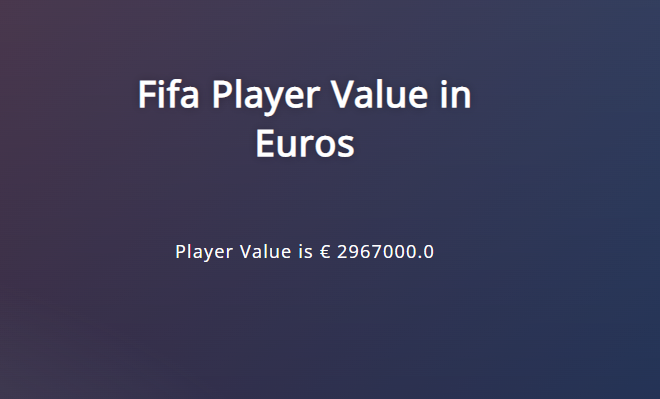 Fifa Player Value in
Euros
Player Value is € 2967000.0